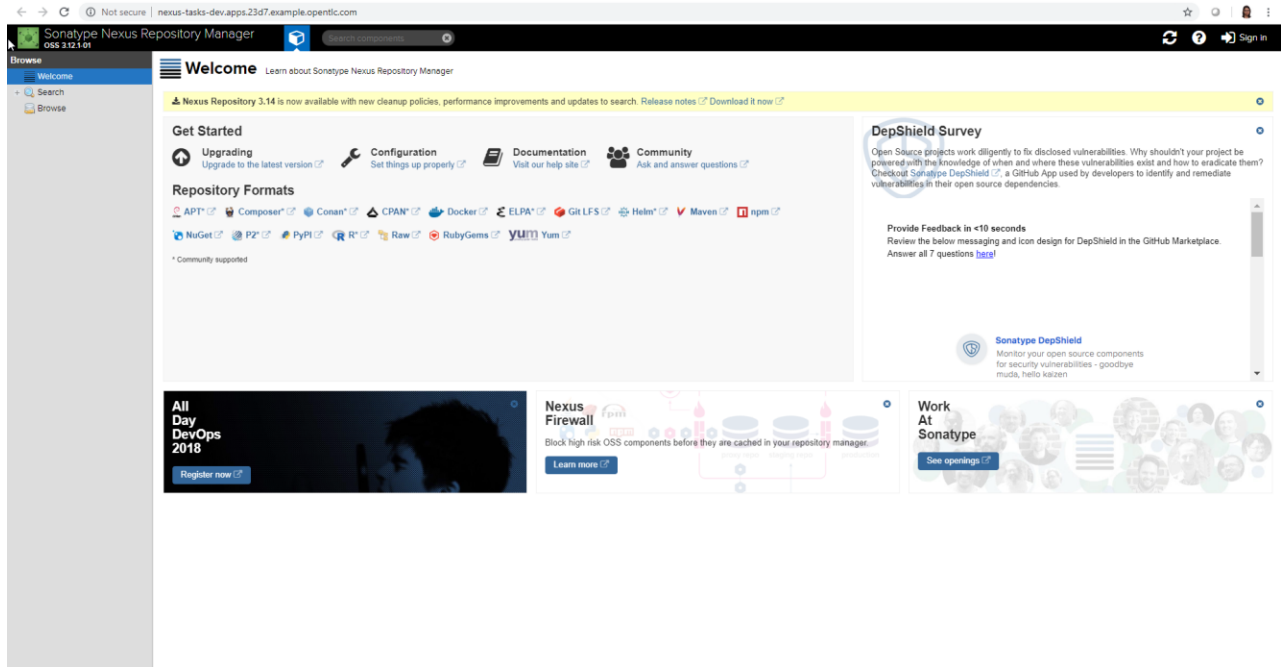 Not secure | nexus-tasks-dev.apps.23d7.example.opentlc.com
Sonatype Nexus Repository Manager
OSS 3.12.1-01
Search components
Sign in
Browse
Welcome
Search
Browse
Welcome Learn about Sonatype Nexus Repository Manager
Nexus Repository 3.14 is now available with new cleanup policies, performance improvements and updates to search. Release notes Download it now
Get Started
Upgrading
Upgrade to the latest version
Configuration
Set things up properly
Documentation
Visit our help site
Community
Ask and answer questions
Repository Formats
APT* Composer* Conan* CPAN* Docker ELPA* Git LFS Helm* Maven npm
NuGet P2* PyPI R* Raw RubyGems yum Yum
* Community supported
DepShield Survey
Open Source projects work diligently to fix disclosed vulnerabilities. Why shouldn't your project be
powered with the knowledge of when and where these vulnerabilities exist and how to eradicate them?
Checkout Sonatype DepShield , a GitHub App used by developers to identify and remediate
vulnerabilities in their open source dependencies.
Provide Feedback in <10 seconds
Review the below messaging and icon design for DepShield in the GitHub Marketplace.
Answer all 7 questions here!
Sonatype DepShield
Monitor your open source components
for security vulnerabilities - goodbye
muda, hello kaizen
All
Day
DevOps
2018
Register now
Nexus
Firewall
rpm
npm
Block high risk OSS components before they are cached in your repository manager.
proxy repo staging repo production
Learn more
Work
At
Sonatype
See openings